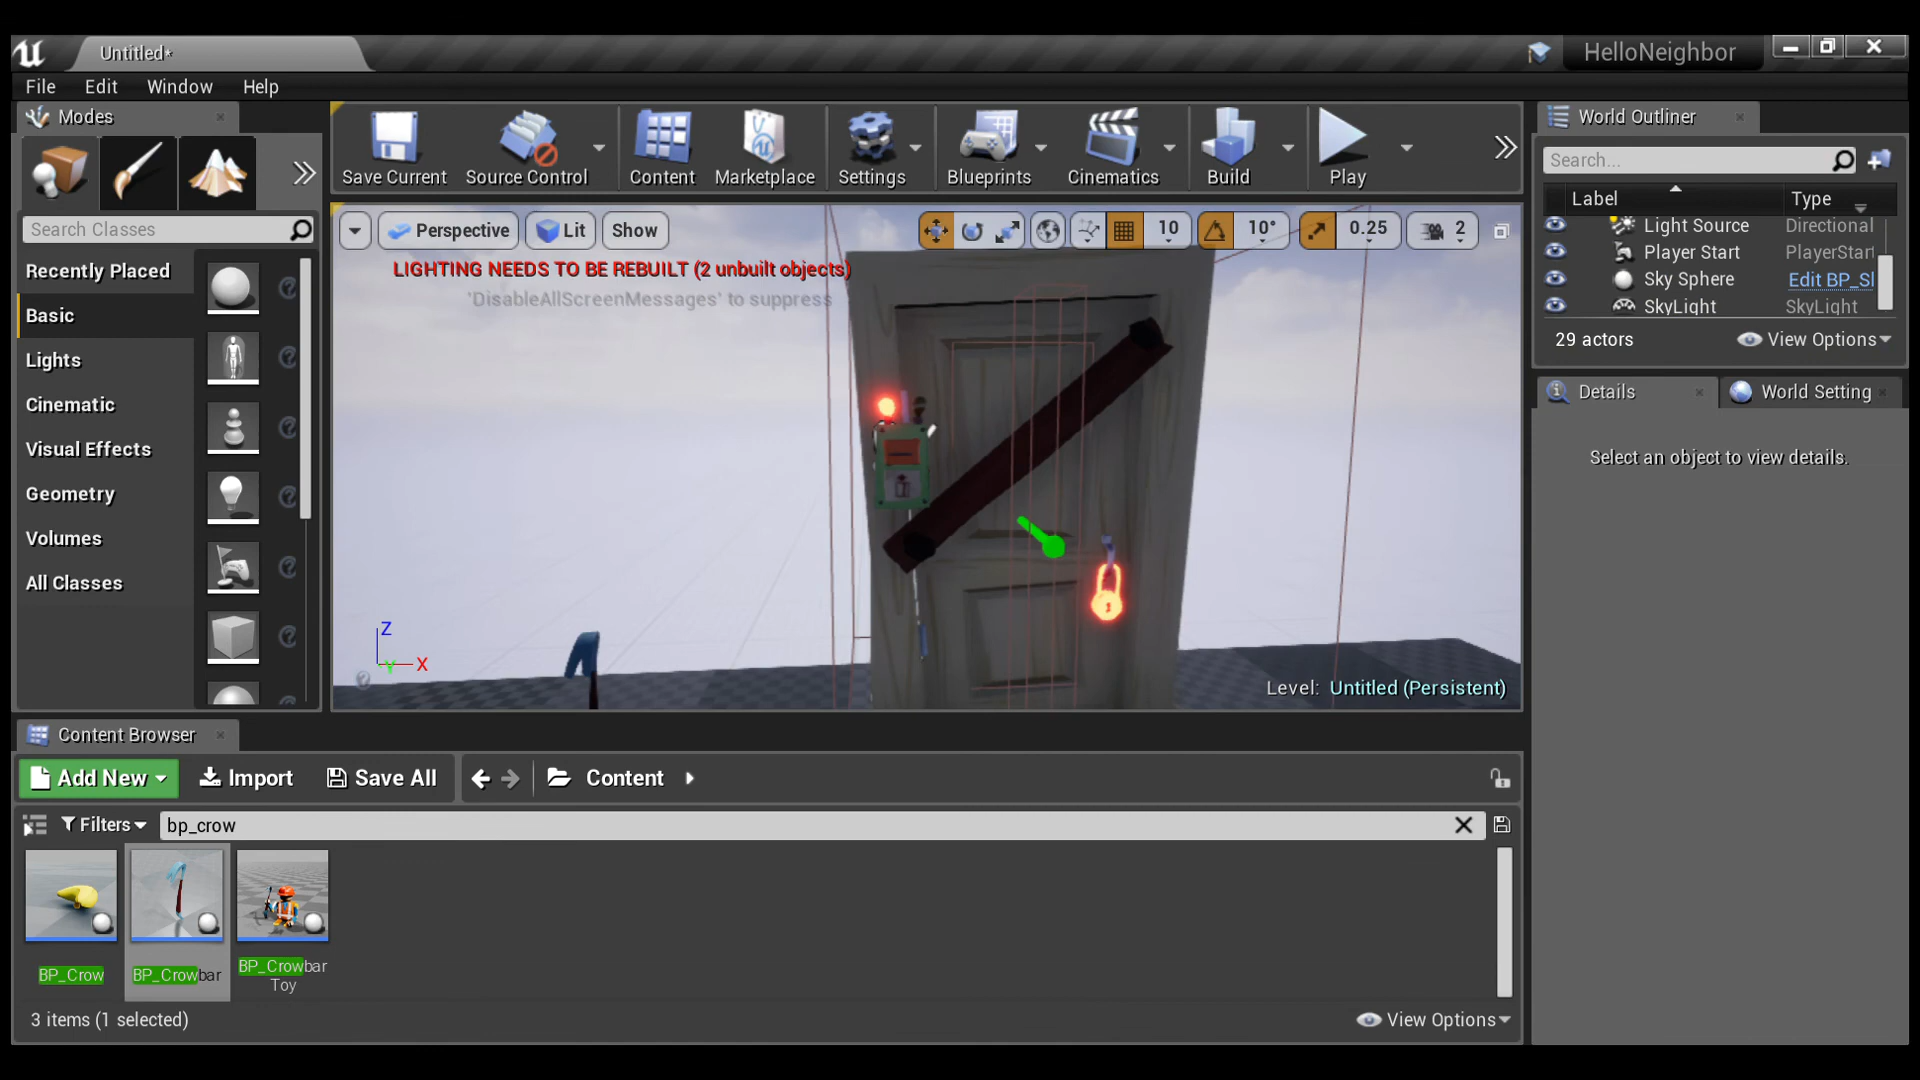 Untitled*
HelloNeighbor
File Edit Window Help
Modes
Save Current
Source Control
Content
Marketplace
Settings
Blueprints
Cinematics
Build
Play
Search Classes
Recently Placed
Basic
Lights
Cinematic
Visual Effects
Geometry
Volumes
All Classes
Perspective
Lit
Show
10
10°
0.25
2
LIGHTING NEEDS TO BE REBUILT (2 unbuilt objects)
'DisableAllScreenMessages' to suppress
Z
Y
X
Level: Untitled (Persistent)
World Outliner
Search...
Label Type
Light Source Directional
Player Start PlayerStart
Sky Sphere Edit BP_Sl
SkyLight SkyLight
29 actors
View Options
Details
World Setting
Select an object to view details.
Content Browser
Add New
Import
Save All
Content
Filters
bp_crow
BP_Crow
BP_Crowbar
BP_Crowbar
Toy
3 items (1 selected)
View Options